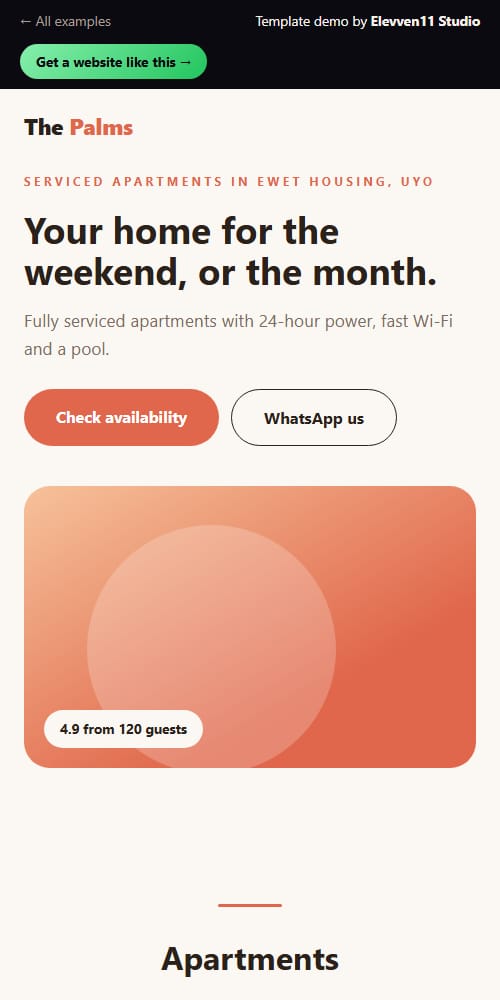 ← All examples
Template demo by Elevven11 Studio
Get a website like this →
The Palms
SERVICED APARTMENTS IN EWET HOUSING, UYO
Your home for the
weekend, or the month.
Fully serviced apartments with 24-hour power, fast Wi-Fi
and a pool.
Check availability
WhatsApp us
4.9 from 120 guests
Apartments